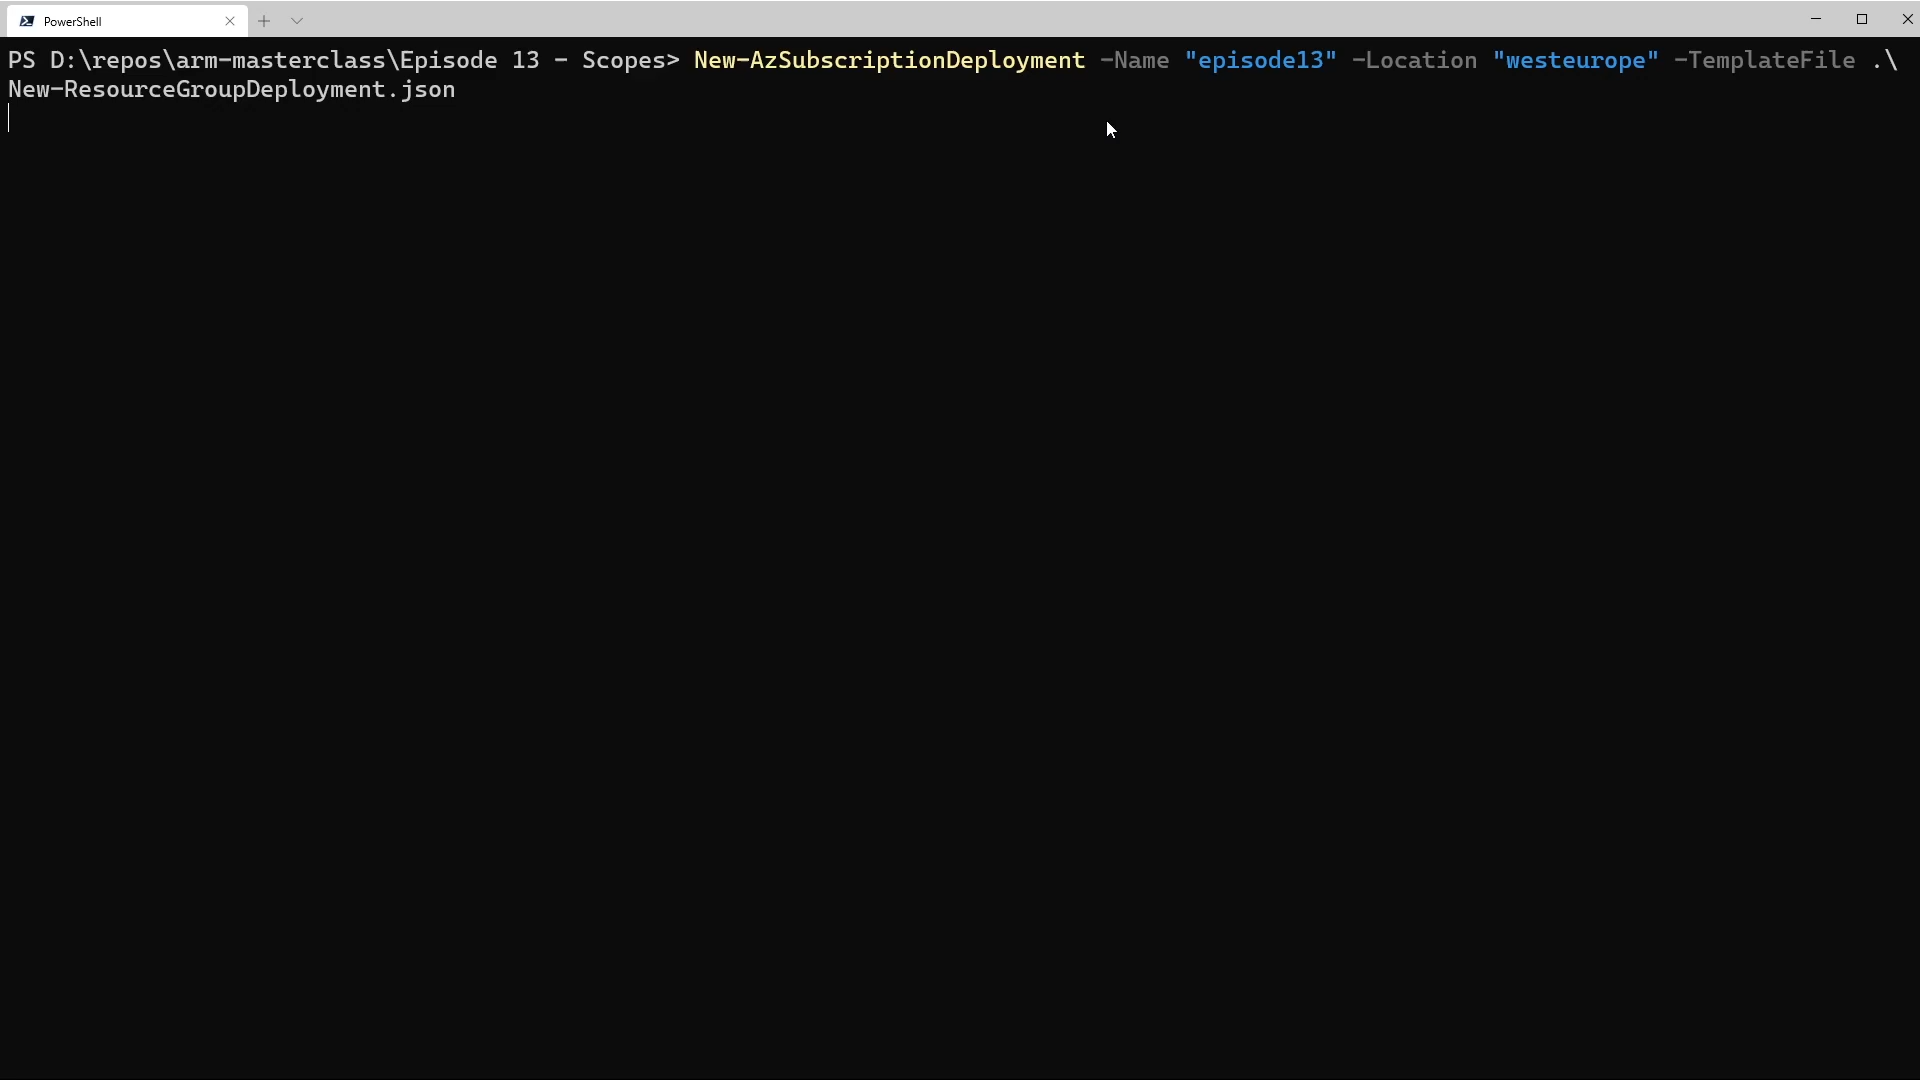 PowerShell
PS D:\repos\arm-masterclass\Episode 13 - Scopes> New-AzSubscriptionDeployment -Name "episode13" -Location "westeurope" -TemplateFile .\
New-ResourceGroupDeployment.json